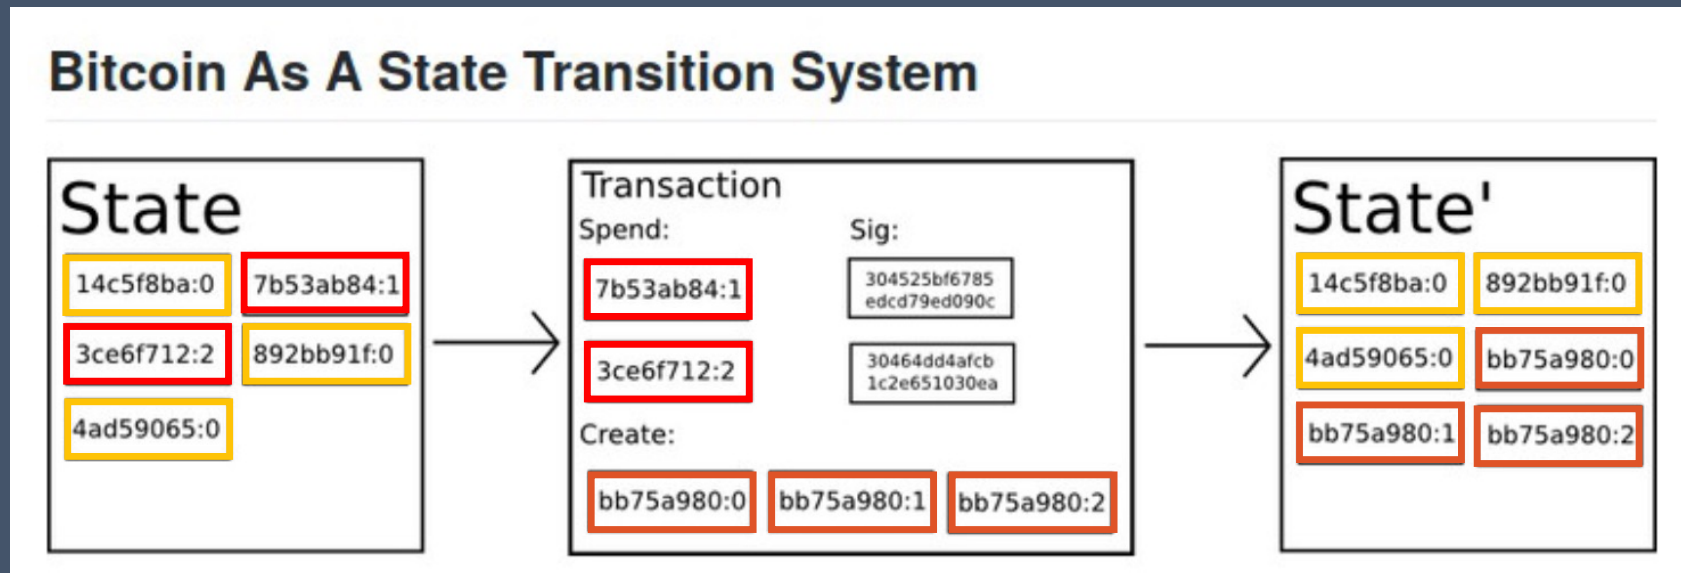 Bitcoin As A State Transition System
State
14c5f8ba:0 7b53ab84:1
3ce6f712:2 892bb91f:0
4ad59065:0
Transaction
Spend: Sig:
7b53ab84:1 304525bf6785
edcd79ed090c
3ce6f712:2 30464dd4afcb
1c2e651030ea
Create:
bb75a980:0 bb75a980:1 bb75a980:2
State'
14c5f8ba:0 892bb91f:0
4ad59065:0 bb75a980:0
bb75a980:1 bb75a980:2